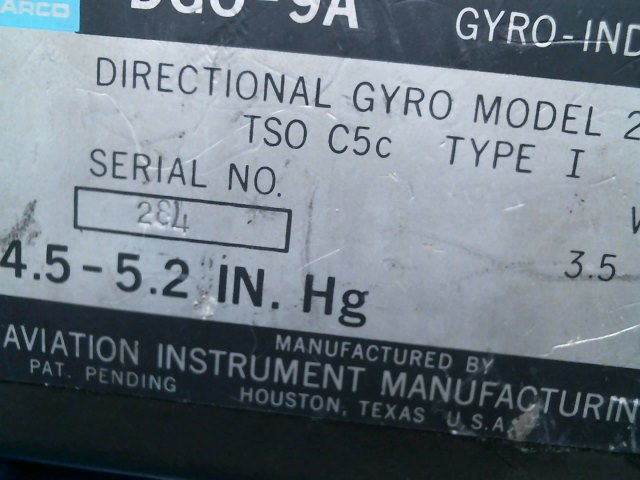 ARCO DGO-9A GYRO-IND
DIRECTIONAL GYRO MODEL 2
TSO C5c TYPE I
SERIAL NO.
284
4.5-5.2 IN. Hg 3.5
MANUFACTURED BY
AVIATION INSTRUMENT MANUFACTURIN
PAT. PENDING HOUSTON, TEXAS U.S.A.